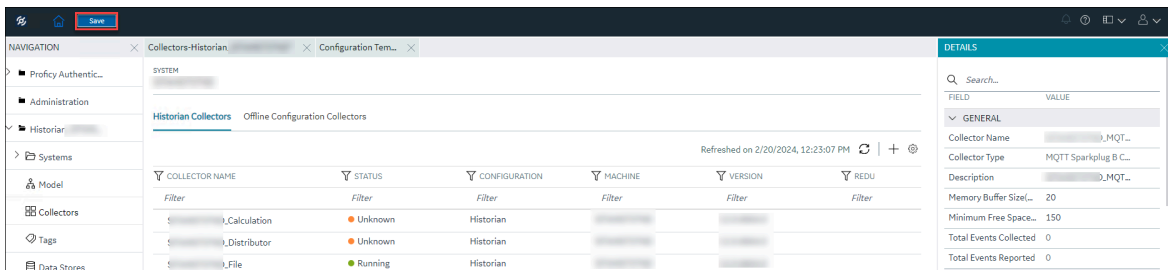 Save
NAVIGATION
Collectors-Historian
Configuration Tem...
DETAILS
Proficy Authentic...
Administration
Historian
Systems
Model
Collectors
Tags
Data Stores
SYSTEM
Historian Collectors Offline Configuration Collectors
Refreshed on 2/20/2024, 12:23:07 PM
COLLECTOR NAME STATUS CONFIGURATION MACHINE VERSION REDU
Filter Filter Filter Filter Filter Filter
_Calculation Unknown Historian
_Distributor Unknown Historian
_File Running Historian
Search...
FIELD VALUE
GENERAL
Collector Name _MQT...
Collector Type MQTT Sparkplug B C...
Description _MQT...
Memory Buffer Size(... 20
Minimum Free Space... 150
Total Events Collected 0
Total Events Reported 0